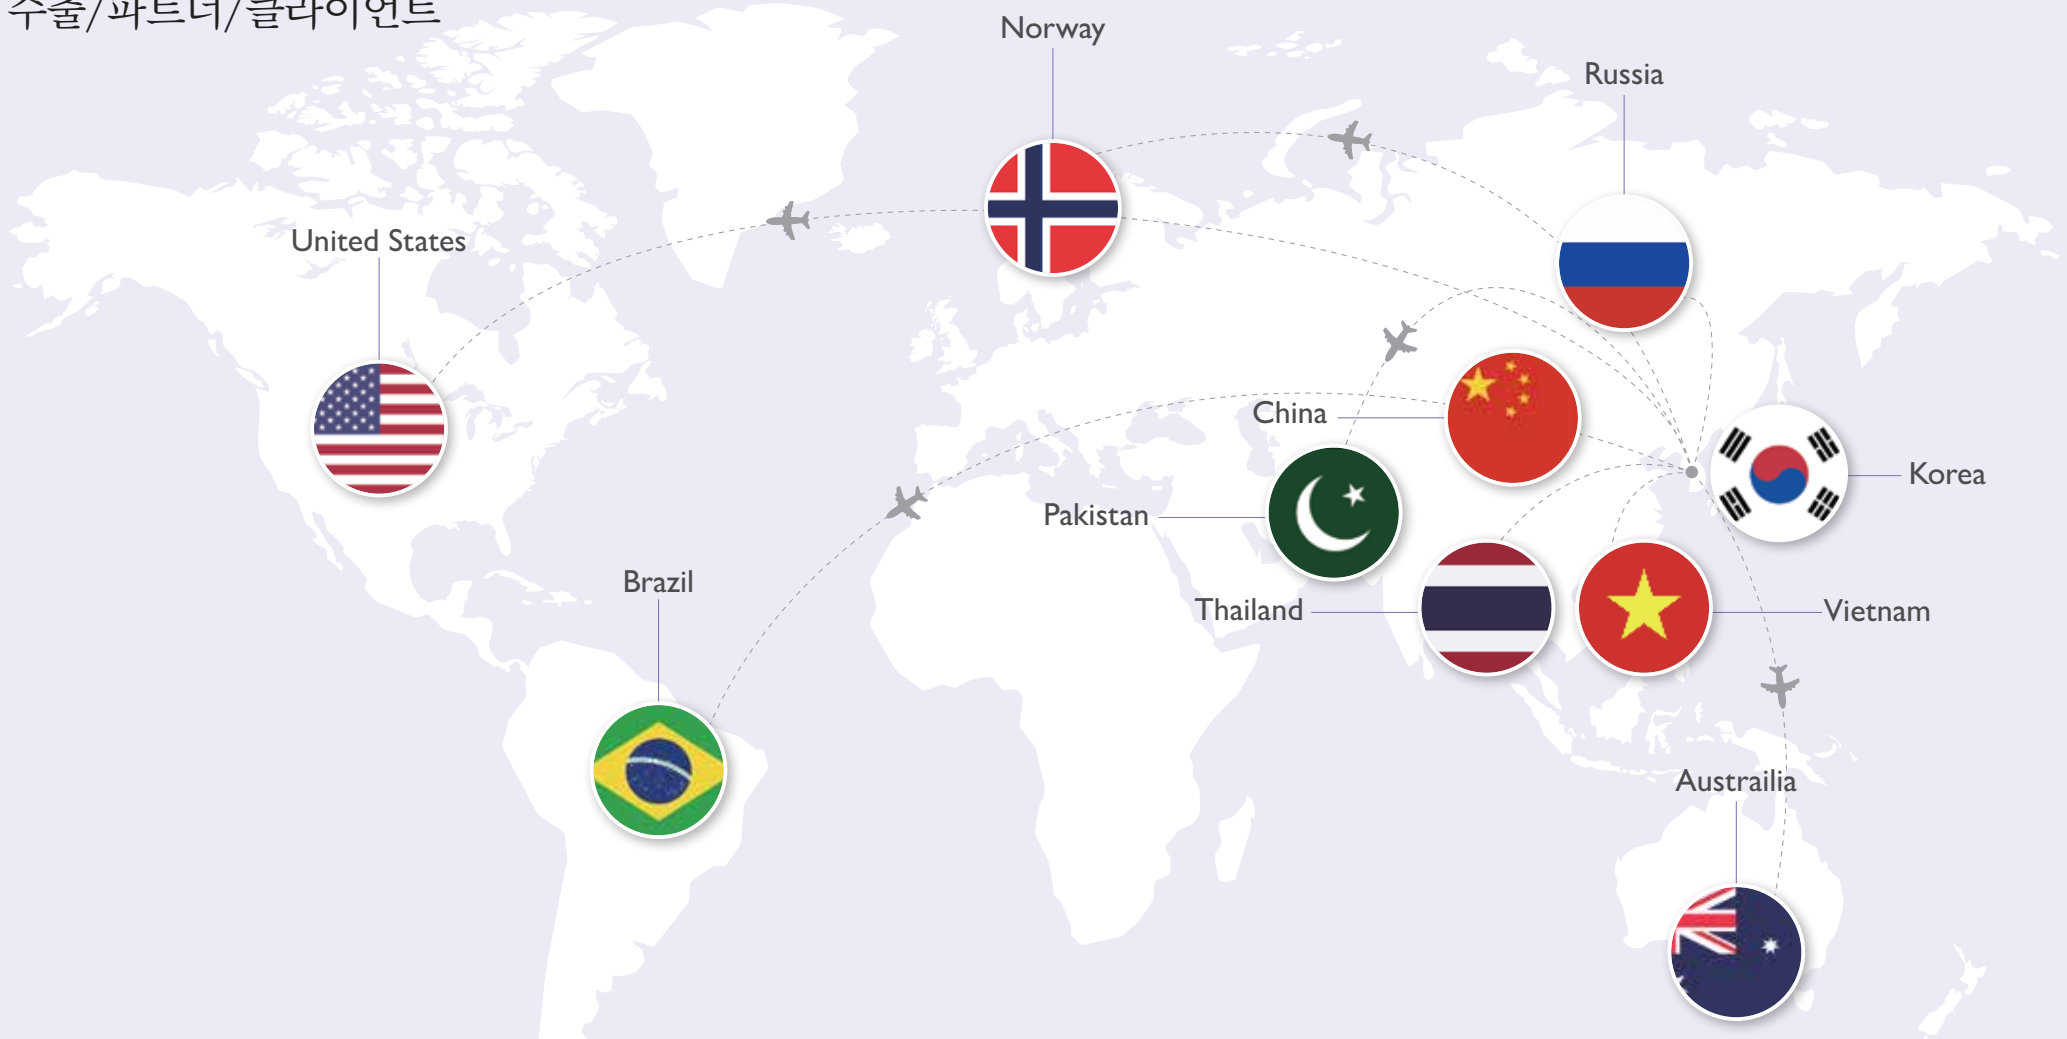 수출/파트너/클라이언트
Norway
Russia
United States
China
Korea
Pakistan
Brazil
Thailand
Vietnam
Austrailia